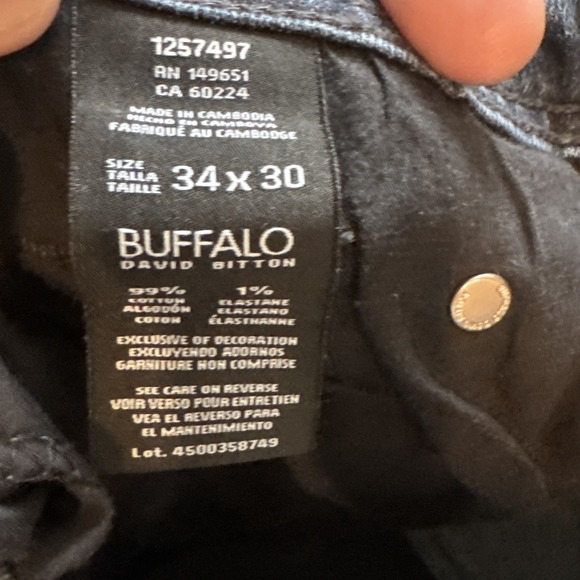 1257497
RN 149651
CA 60224
MADE IN CAMBODIA
HECHO EN CAMBOYA
FABRIQUÉ AU CAMBODGE
SIZE
TALLA
TAILLE
34 x 30
BUFFALO
DAVID BITTON
99% 1%
COTTON ELASTANE
ALGODÓN ELASTANO
COTON ÉLASTHANNE
EXCLUSIVE OF DECORATION
EXCLUYENDO ADORNOS
GARNITURE NON COMPRISE
SEE CARE ON REVERSE
VOIR VERSO POUR ENTRETIEN
VEA EL REVERSO PARA
EL MANTENIMIENTO
Lot. 4500358749